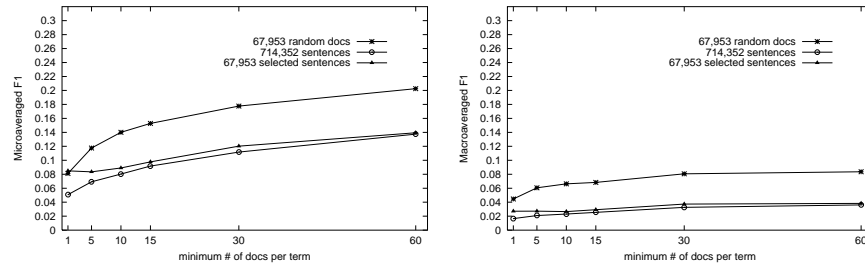 Microaveraged F1
0.3
0.28
0.26
0.24
0.22
0.2
0.18
0.16
0.14
0.12
0.1
0.08
0.06
0.04
0.02
0
67,953 random docs
714,352 sentences
67,953 selected sentences
1 5 10 15 30 60
minimum # of docs per term
Macroaveraged F1
0.3
0.28
0.26
0.24
0.22
0.2
0.18
0.16
0.14
0.12
0.1
0.08
0.06
0.04
0.02
0
67,953 random docs
714,352 sentences
67,953 selected sentences
1 5 10 15 30 60
minimum # of docs per term